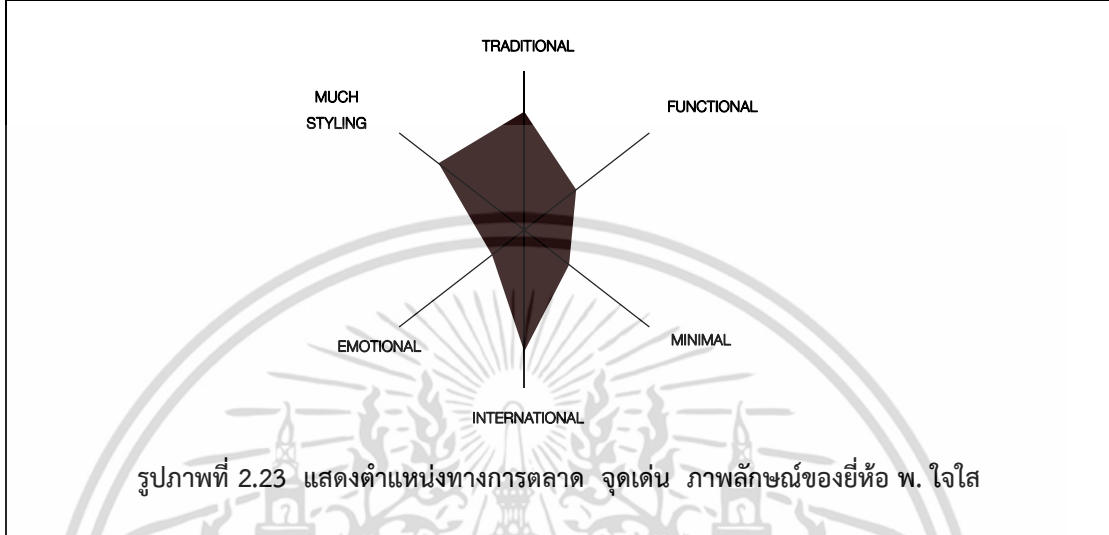 TRADITIONAL
MUCH
STYLING
FUNCTIONAL
EMOTIONAL
MINIMAL
INTERNATIONAL
รูปภาพที่ 2.23 แสดงตำแหน่งทางการตลาด จุดเด่น ภาพลักษณ์ของยี่ห้อ พ. ใจใส